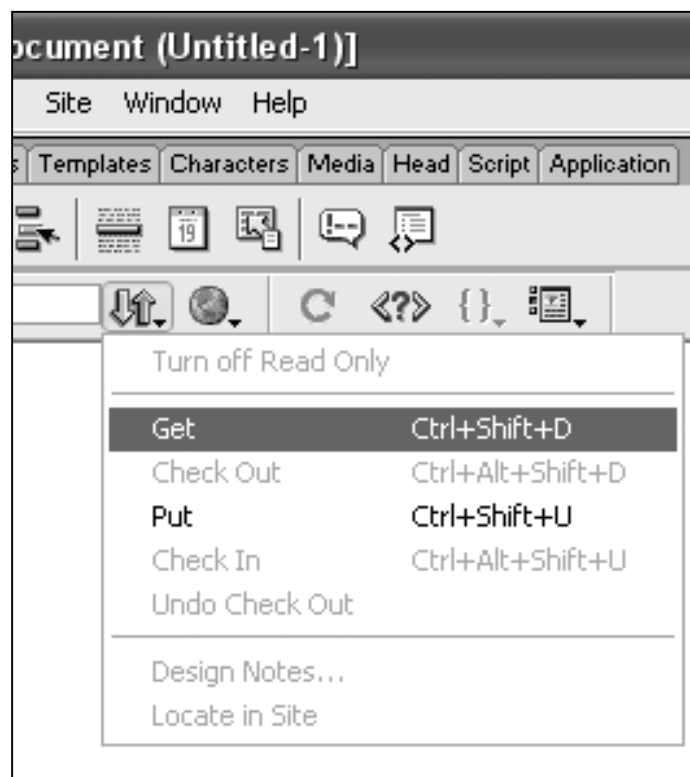 ocument (Untitled-1)]
Site Window Help
s Templates Characters Media Head Script Application
19
<?> { }
Turn off Read Only
Get Ctrl+Shift+D
Check Out Ctrl+Alt+Shift+D
Put Ctrl+Shift+U
Check In Ctrl+Alt+Shift+U
Undo Check Out
Design Notes...
Locate in Site